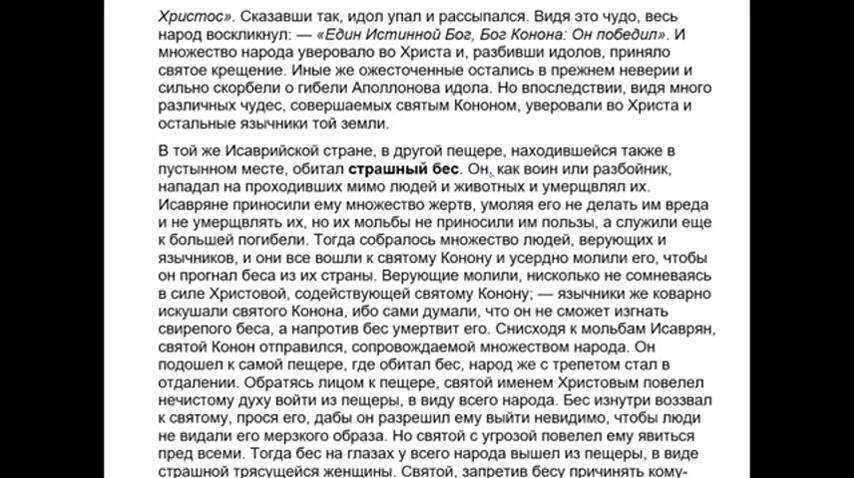 Христос». Сказавши так, идол упал и рассыпался. Видя это чудо, весь
народ воскликнул: — «Един Истинной Бог, Бог Конона: Он победил». И
множество народа уверовало во Христа и, разбивши идолов, приняло
святое крещение. Иные же ожесточенные остались в прежнем неверии и
сильно скорбели о гибели Аполлонова идола. Но впоследствии, видя много
различных чудес, совершаемых святым Кононом, уверовали во Христа и
остальные язычники той земли.
В той же Исаврийской стране, в другой пещере, находившейся также в
пустынном месте, обитал страшный бес. Он, как воин или разбойник,
нападал на проходивших мимо людей и животных и умерщвлял их.
Исавряне приносили ему множество жертв, умоляя его не делать им вреда
и не умерщвлять их, но их мольбы не приносили им пользы, а служили еще
к большей погибели. Тогда собралось множество людей, верующих и
язычников, и они все вошли к святому Конону и усердно молили его, чтобы
он прогнал беса из их страны. Верующие молили, нисколько не сомневаясь
в силе Христовой, содействующей святому Конону; — язычники же коварно
искушали святого Конона, ибо сами думали, что он не сможет изгнать
свирепого беса, а напротив бес умертвит его. Снисходя к мольбам Исаврян,
святой Конон отправился, сопровождаемой множеством народа. Он
подошел к самой пещере, где обитал бес, народ же с трепетом стал в
отдалении. Обратясь лицом к пещере, святой именем Христовым повелел
нечистому духу войти из пещеры, в виду всего народа. Бес изнутри воззвал
к святому, прося его, дабы он разрешил ему выйти невидимо, чтобы люди
не видали его мерзкого образа. Но святой с угрозой повелел ему явиться
пред всеми. Тогда бес на глазах у всего народа вышел из пещеры, в виде
страшной трясущейся женщины. Святой, запретив бесу причинять кому-